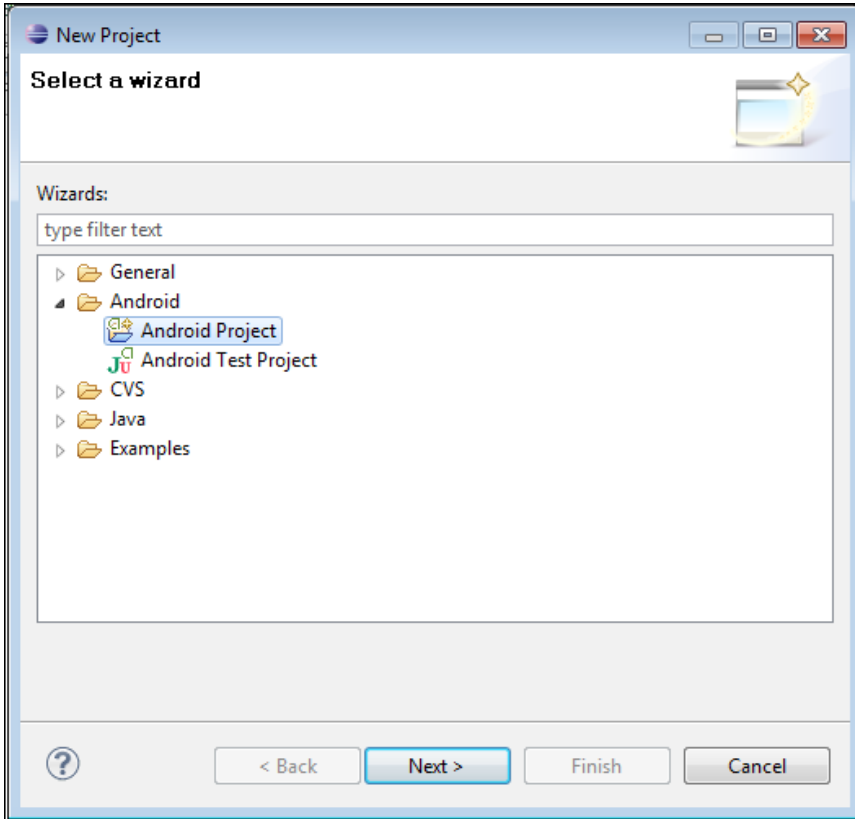 New Project
Select a wizard
Wizards:
type filter text
General
Android
Android Project
Android Test Project
CVS
Java
Examples
? < Back Next > Finish Cancel